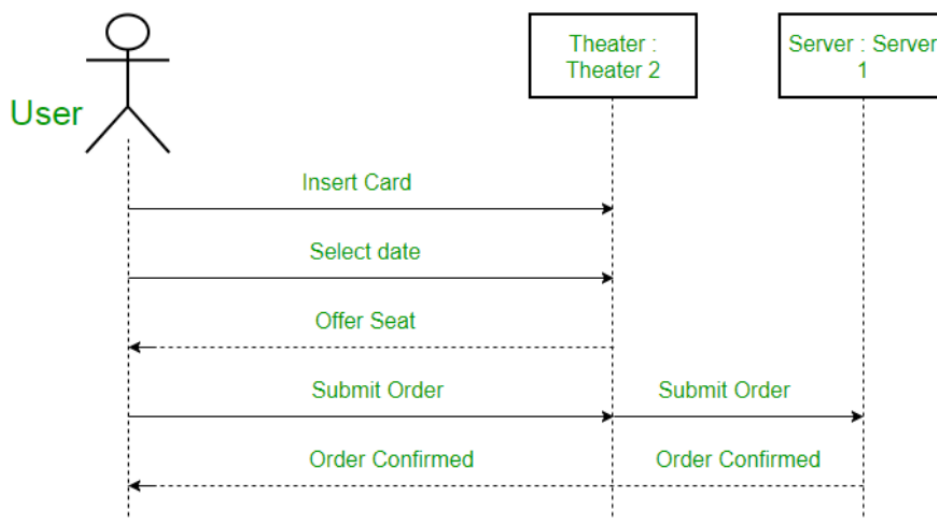 Theater :
Theater 2
Server : Server
1
User
Insert Card
Select date
Offer Seat
Submit Order
Submit Order
Order Confirmed
Order Confirmed